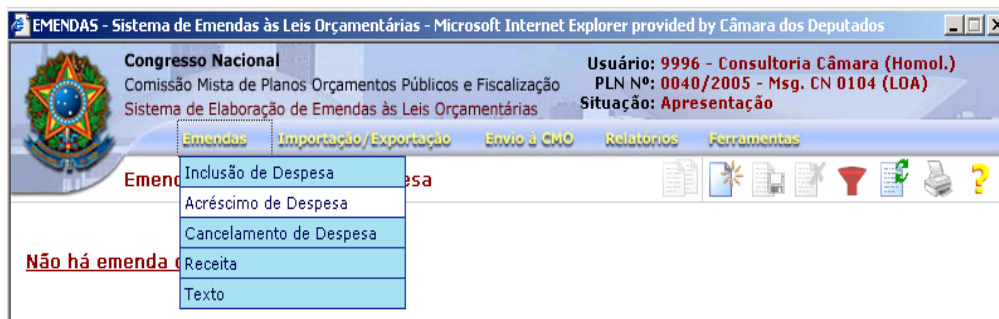 EMENDAS - Sistema de Emendas às Leis Orçamentárias - Microsoft Internet Explorer provided by Câmara dos Deputados
Congresso Nacional
Comissão Mista de Planos Orçamentos Públicos e Fiscalização
Sistema de Elaboração de Emendas às Leis Orçamentárias
Usuário: 9996 - Consultoria Câmara (Homol.)
PLN Nº: 0040/2005 - Msg. CN 0104 (LOA)
Situação: Apresentação
Emendas Importação/Exportação Envio à CMO Relatórios Ferramentas
Inclusão de Despesa
Acréscimo de Despesa
Cancelamento de Despesa
Receita
Texto
Não há emenda